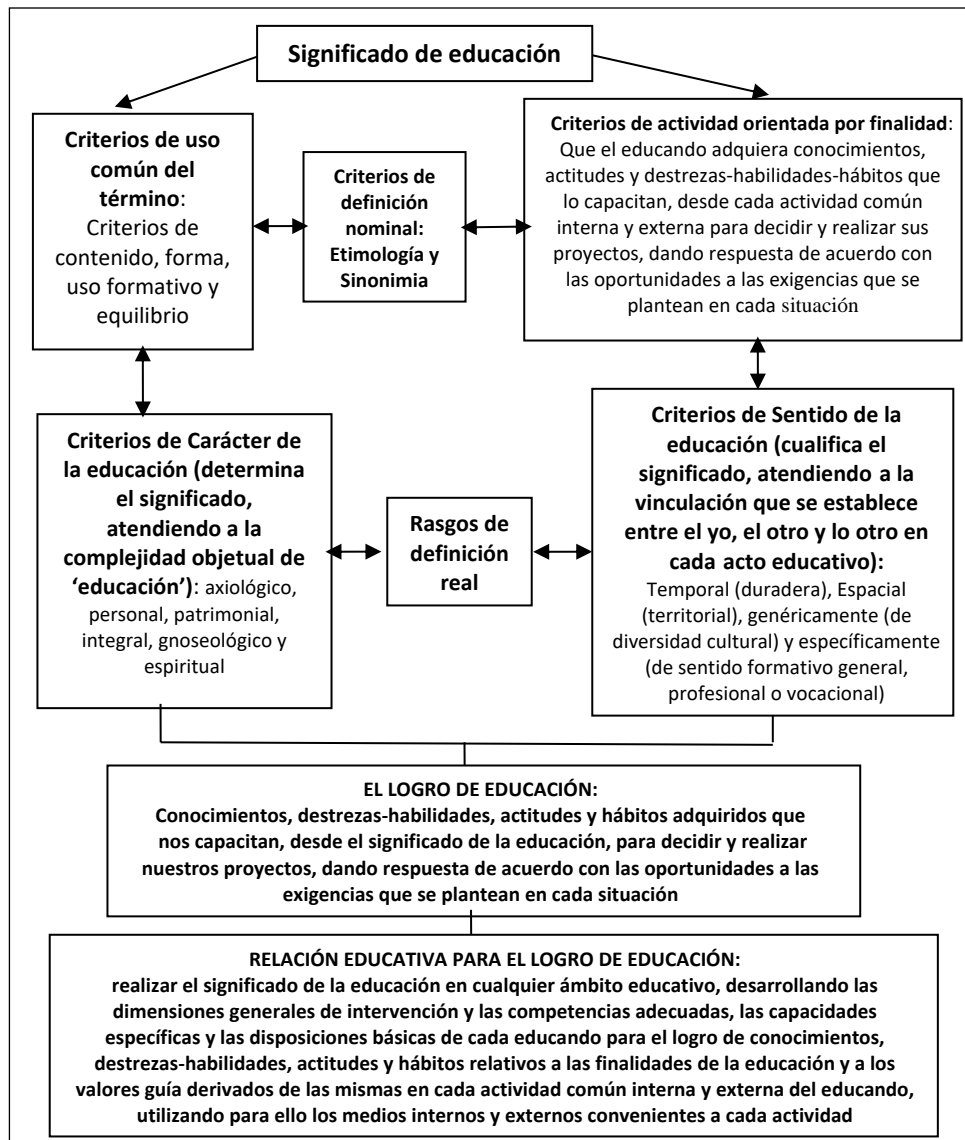 Significado de educación
Criterios de uso
común del
término:
Criterios de
contenido, forma,
uso formativo y
equilibrio
Criterios de
definición
nominal:
Etimología y
Sinonimia
Criterios de actividad orientada por finalidad:
Que el educando adquiera conocimientos,
actitudes y destrezas-habilidades-hábitos que
lo capacitan, desde cada actividad común
interna y externa para decidir y realizar sus
proyectos, dando respuesta de acuerdo con
las oportunidades a las exigencias que se
plantean en cada situación
Criterios de Carácter de
la educación (determina
el significado,
atendiendo a la
complejidad objetual de
‘educación’): axiológico,
personal, patrimonial,
integral, gnoseológico y
espiritual
Rasgos de
definición
real
Criterios de Sentido de la
educación (cualifica el
significado, atendiendo a la
vinculación que se establece
entre el yo, el otro y lo otro en
cada acto educativo):
Temporal (duradera), Espacial
(territorial), genéricamente (de
diversidad cultural) y específicamente
(de sentido formativo general,
profesional o vocacional)
EL LOGRO DE EDUCACIÓN:
Conocimientos, destrezas-habilidades, actitudes y hábitos adquiridos que
nos capacitan, desde el significado de la educación, para decidir y realizar
nuestros proyectos, dando respuesta de acuerdo con las oportunidades a las
exigencias que se plantean en cada situación
RELACIÓN EDUCATIVA PARA EL LOGRO DE EDUCACIÓN:
realizar el significado de la educación en cualquier ámbito educativo, desarrollando las
dimensiones generales de intervención y las competencias adecuadas, las capacidades
específicas y las disposiciones básicas de cada educando para el logro de conocimientos,
destrezas-habilidades, actitudes y hábitos relativos a las finalidades de la educación y a los
valores guía derivados de las mismas en cada actividad común interna y externa del educando,
utilizando para ello los medios internos y externos convenientes a cada actividad